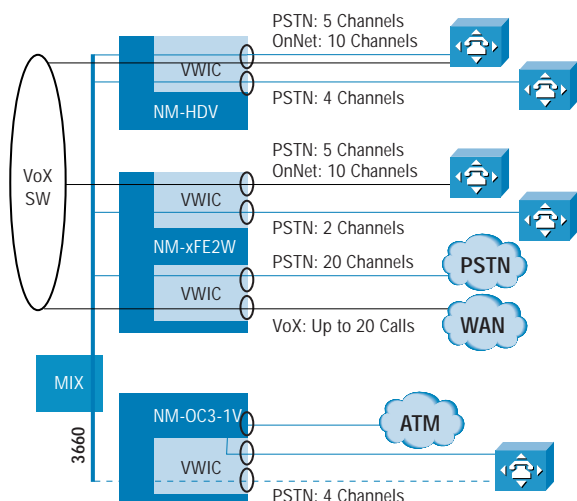 PSTN: 5 Channels
OnNet: 10 Channels
VWIC
NM-HDV
PSTN: 4 Channels
VoX
SW
PSTN: 5 Channels
OnNet: 10 Channels
VWIC
PSTN: 2 Channels
NM-xFE2W
PSTN: 20 Channels
PSTN
VWIC
WAN
VoX: Up to 20 Calls
MIX
3660
NM-OC3-1V
ATM
VWIC
PSTN: 4 Channels